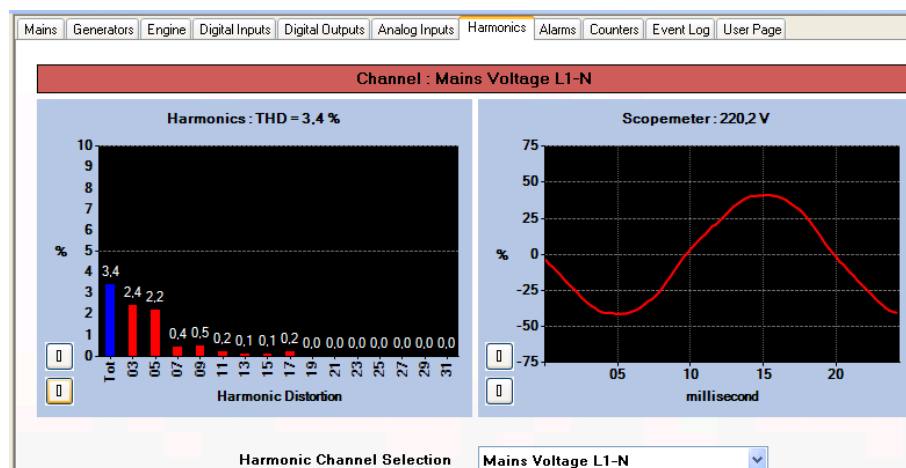 Mains Generators Engine Digital Inputs Digital Outputs Analog Inputs Harmonics Alarms Counters Event Log User Page
Channel : Mains Voltage L1-N
Harmonics : THD = 3,4 %
10
9
8
7
6
5
4
3
2
1
0
%
3,4 2,4 2,2 0,4 0,5 0,2 0,1 0,1 0,2 0,0 0,0 0,0 0,0 0,0 0,0 0,0
Tot 03 05 07 09 11 13 15 17 19 21 23 25 27 29 31
Harmonic Distortion
Scopemeter : 220,2 V
75
50
25
0
-25
-50
-75
%
05 10 15 20
millisecond
Harmonic Channel Selection Mains Voltage L1-N